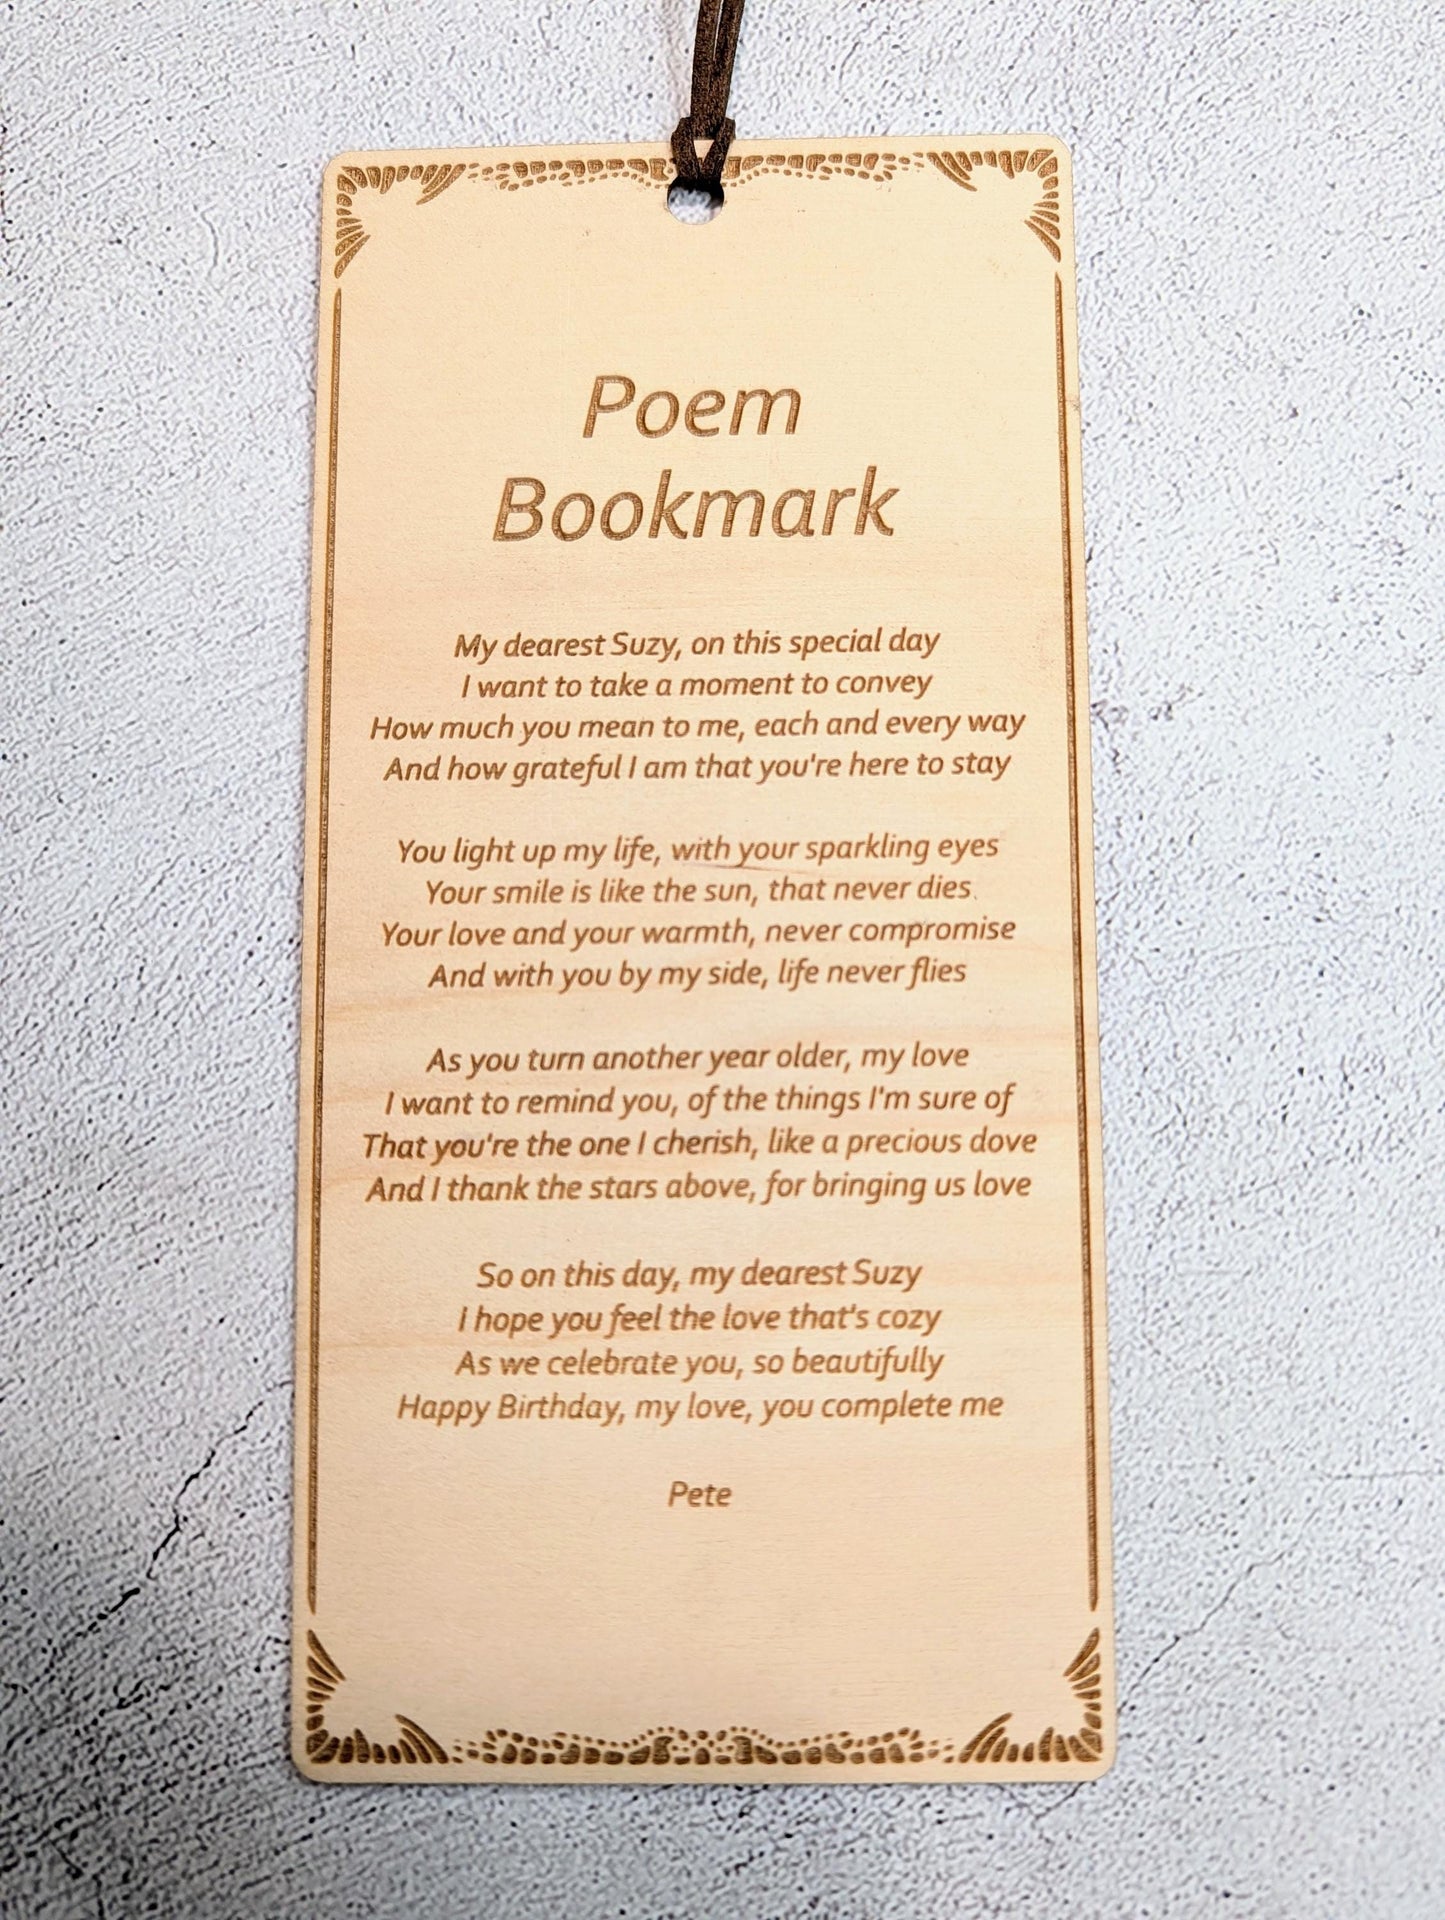 Poem
Bookmark
My dearest Suzy, on this special day
I want to take a moment to convey
How much you mean to me, each and every way
And how grateful I am that you're here to stay
You light up my life, with your sparkling eyes
Your smile is like the sun, that never dies.
Your love and your warmth, never compromise
And with you by my side, life never flies
As you turn another year older, my love
I want to remind you, of the things I'm sure of
That you're the one I cherish, like a precious dove
And I thank the stars above, for bringing us love
So on this day, my dearest Suzy
I hope you feel the love that's cozy
As we celebrate you, so beautifully
Happy Birthday, my love, you complete me
Pete